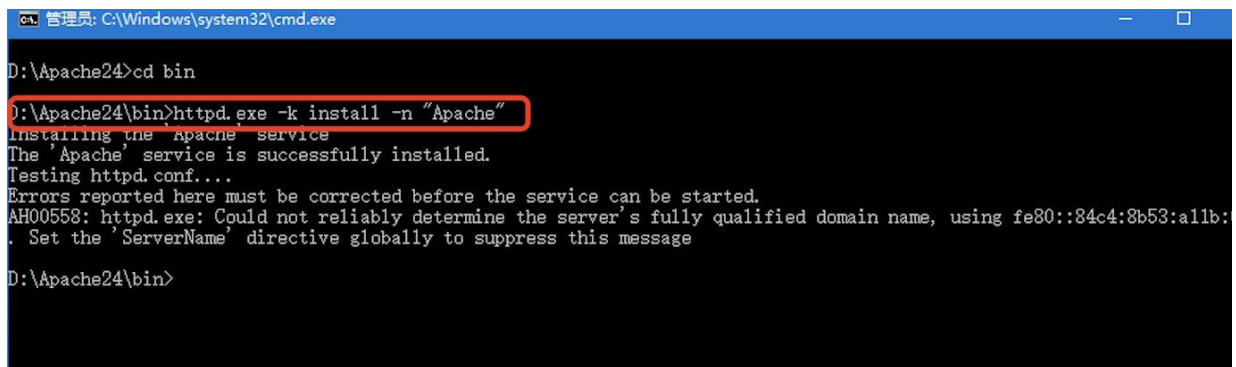 管理员: C:\Windows\system32\cmd.exe
D:\Apache24>cd bin
D:\Apache24\bin>httpd.exe -k install -n "Apache"
Installing the 'Apache' service
The 'Apache' service is successfully installed.
Testing httpd.conf....
Errors reported here must be corrected before the service can be started.
AH00558: httpd.exe: Could not reliably determine the server's fully qualified domain name, using fe80::84c4:8b53:a11b:
. Set the 'ServerName' directive globally to suppress this message
D:\Apache24\bin>